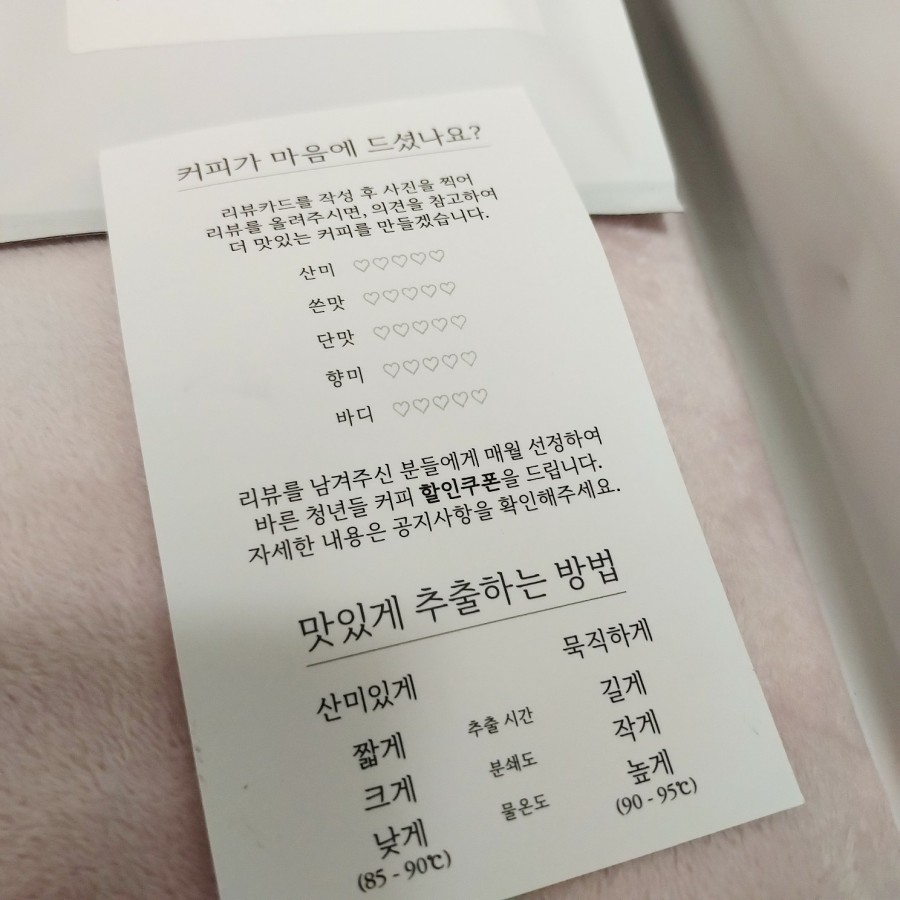 커피가 마음에 드셨나요?
리뷰카드를 작성 후 사진을 찍어
리뷰를 올려주시면, 의견을 참고하여
더 맛있는 커피를 만들겠습니다.
산미 ♡♡♡♡♡
쓴맛 ♡♡♡♡♡
단맛 ♡♡♡♡♡
향미 ♡♡♡♡♡
바디 ♡♡♡♡♡
리뷰를 남겨주신 분들에게 매월 선정하여
바른 청년들 커피 할인쿠폰을 드립니다.
자세한 내용은 공지사항을 확인해주세요.
맛있게 추출하는 방법
산미있게 묵직하게
짧게 추출 시간 길게
크게 분쇄도 작게
낮게 물온도 높게
(85 - 90℃) (90 - 95℃)